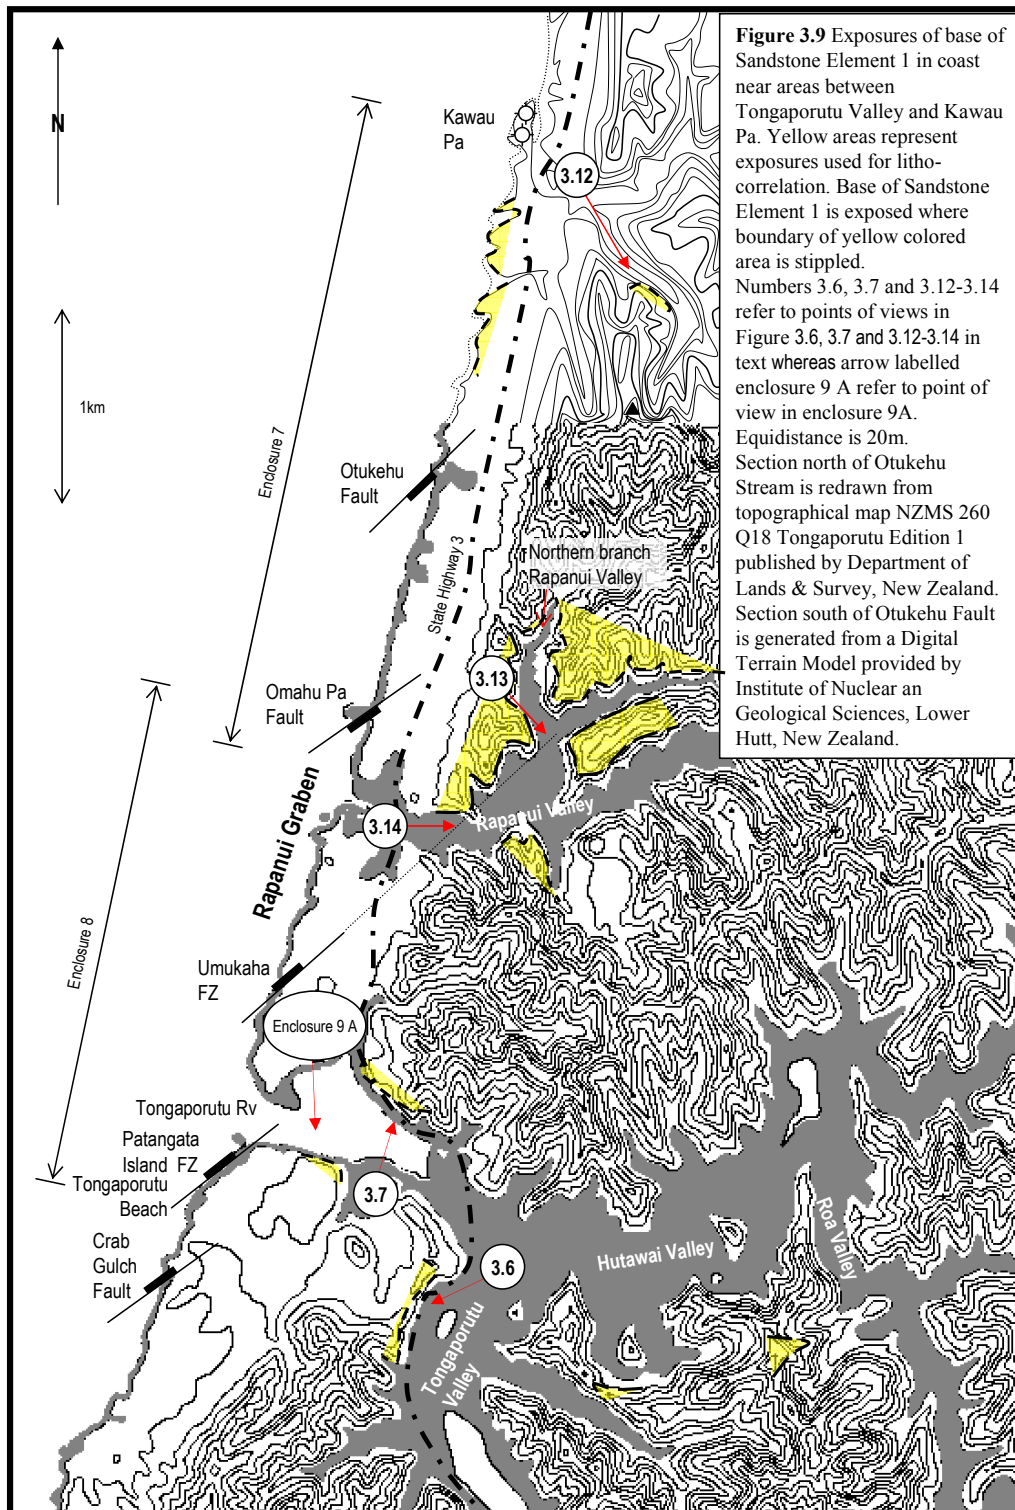 Figure 3.9 Exposures of base of
Sandstone Element 1 in coast
near areas between
Tongaporutu Valley and Kawau
Pa. Yellow areas represent
exposures used for litho-
correlation. Base of Sandstone
Element 1 is exposed where
boundary of yellow colored
area is stippled.
Numbers 3.6, 3.7 and 3.12-3.14
refer to points of views in
Figure 3.6, 3.7 and 3.12-3.14 in
text whereas arrow labelled
enclosure 9 A refer to point of
view in enclosure 9A.
Equidistance is 20m.
Section north of Otukehu
Stream is redrawn from
topographical map NZMS 260
Q18 Tongaporutu Edition 1
published by Department of
Lands & Survey, New Zealand.
Section south of Otukehu Fault
is generated from a Digital
Terrain Model provided by
Institute of Nuclear an
Geological Sciences, Lower
Hutt, New Zealand.
N
Kawau
Pa
3.12
1km
Enclosure 7
Otukehu
Fault
State Highway 3
Northern branch
Rapanui Valley
3.13
Omahu Pa
Fault
Rapanui Graben
3.14
Rapanui Valley
Enclosure 8
Umukaha
FZ
Enclosure 9 A
Tongaporutu Rv
Patangata
Island FZ
Tongaporutu
Beach
3.7
Crab
Gulch
Fault
3.6
Hutawai Valley
Roa Valley
Tongaporutu
Valley